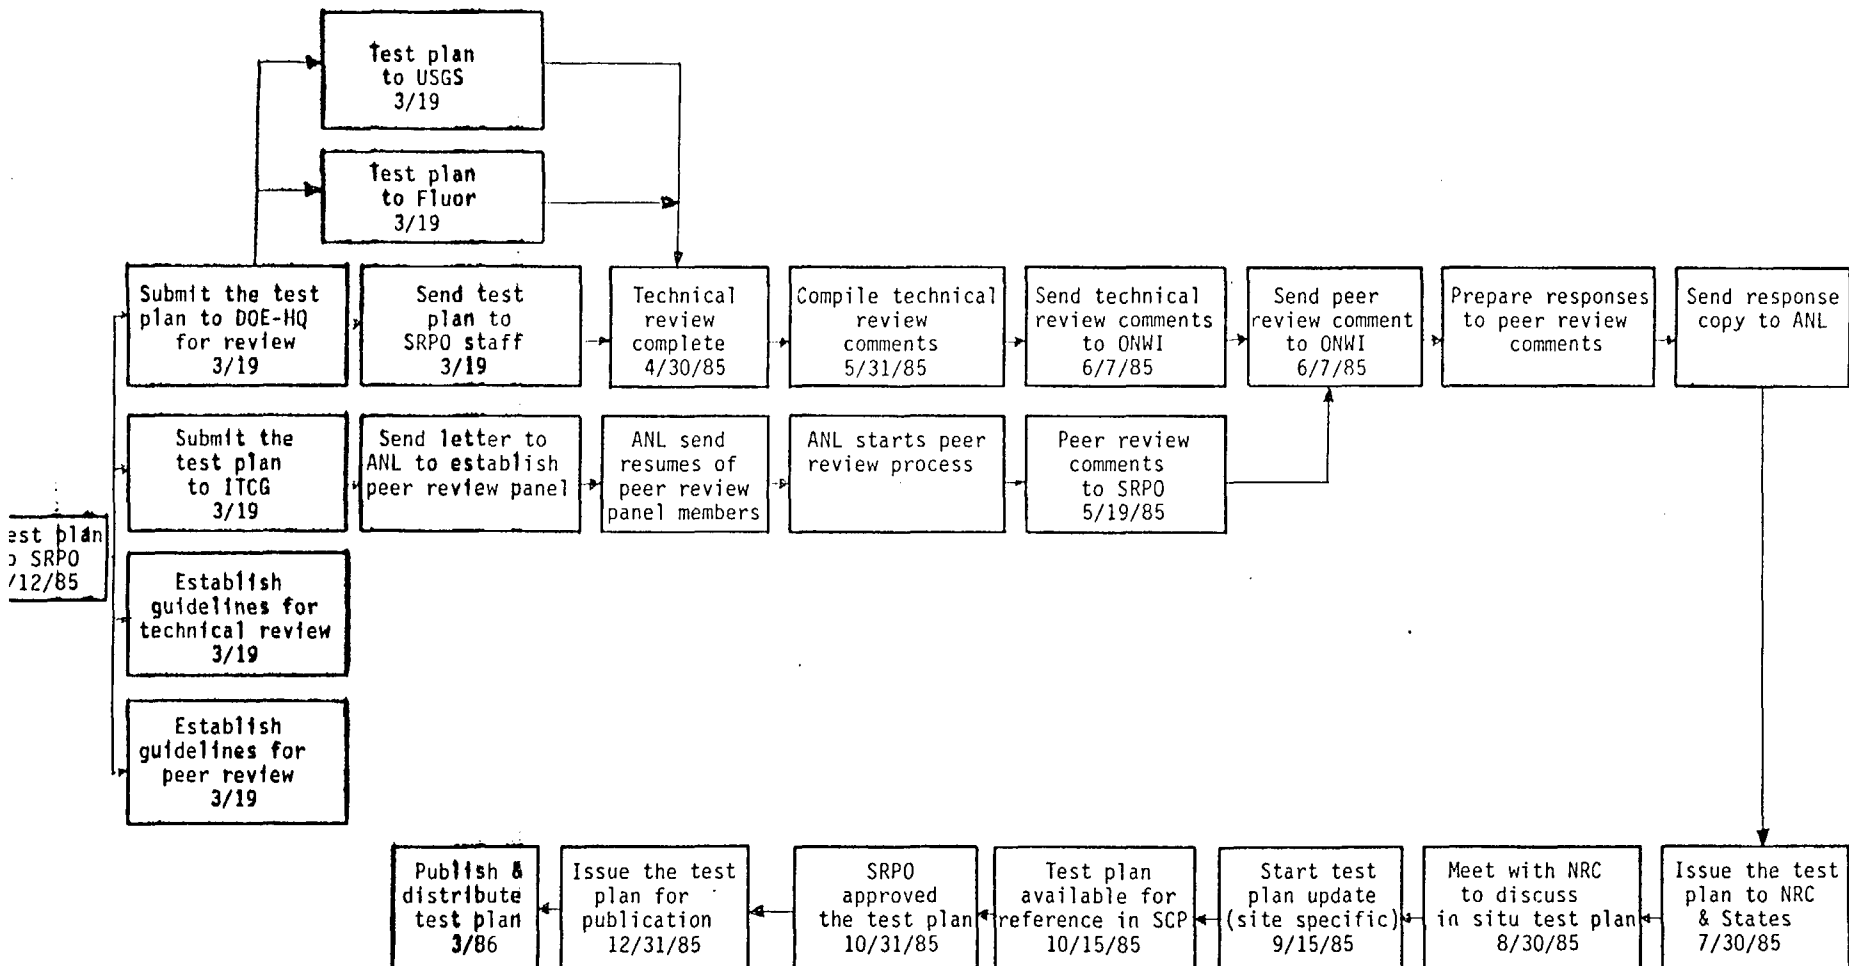 Test plan
to USGS
3/19
Test plan
to Fluor
3/19
Submit the test
plan to DOE-HQ
for review
3/19
Send test
plan to
SRPO staff
3/19
Technical
review
complete
4/30/85
Compile technical
review
comments
5/31/85
Send technical
review comments
to ONWI
6/7/85
Send peer
review comment
to ONWI
6/7/85
Prepare responses
to peer review
comments
Send response
copy to ANL
Submit the
test plan
to ITCG
3/19
Send letter to
ANL to establish
peer review panel
ANL send
resumes of
peer review
panel members
ANL starts peer
review process
Peer review
comments
to SRPO
5/19/85
est plan
o SRPO
/12/85
Establish
guidelines for
technical review
3/19
Establish
guidelines for
peer review
3/19
Publish &
distribute
test plan
3/86
Issue the test
plan for
publication
12/31/85
SRPO
approved
the test plan
10/31/85
Test plan
available for
reference in SCP
10/15/85
Start test
plan update
(site specific)
9/15/85
Meet with NRC
to discuss
in situ test plan
8/30/85
Issue the test
plan to NRC
& States
7/30/85